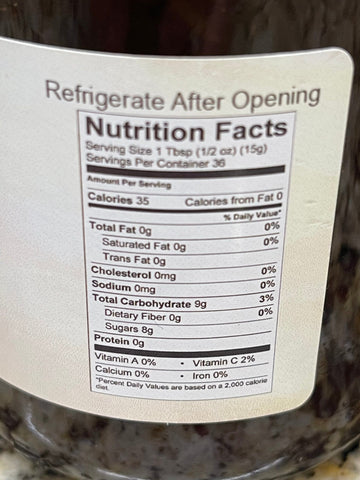 Refrigerate After Opening
Nutrition Facts
Serving Size 1 Tbsp (1/2 oz) (15g)
Servings Per Container 36
Amount Per Serving
Calories 35 Calories from Fat 0
% Daily Value*
Total Fat 0g 0%
Saturated Fat 0g 0%
Trans Fat 0g
Cholesterol 0mg 0%
Sodium 0mg 0%
Total Carbohydrate 9g 3%
Dietary Fiber 0g 0%
Sugars 8g
Protein 0g
Vitamin A 0% • Vitamin C 2%
Calcium 0% • Iron 0%
*Percent Daily Values are based on a 2,000 calorie
diet.